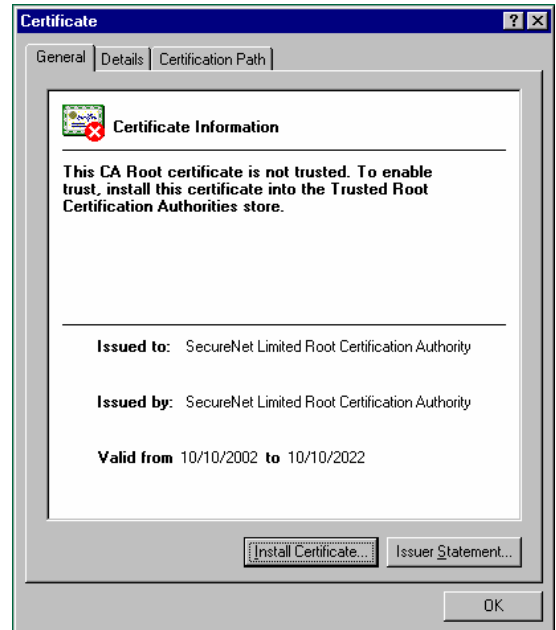 Certificate
General Details Certification Path
Certificate Information
This CA Root certificate is not trusted. To enable
trust, install this certificate into the Trusted Root
Certification Authorities store.
Issued to: SecureNet Limited Root Certification Authority
Issued by: SecureNet Limited Root Certification Authority
Valid from 10/10/2002 to 10/10/2022
Install Certificate... Issuer Statement...
OK